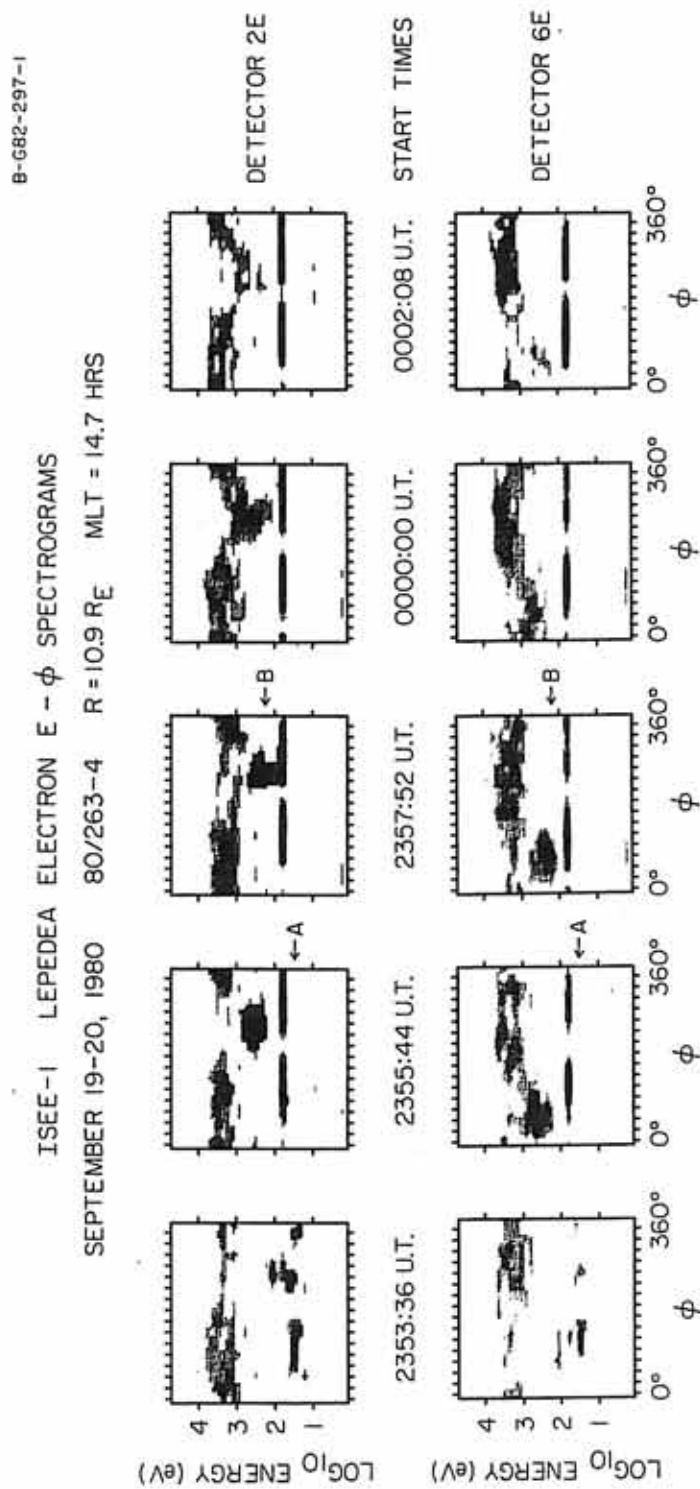 B-G82-297-1
ISEE-1 LEPEDEA ELECTRON E - ϕ SPECTROGRAMS
SEPTEMBER 19-20, 1980 80/263-4 R = 10.9 RE MLT = 14.7 HRS
LOG10 ENERGY (eV)
4
3
2
1
←A
←B
DETECTOR 2E
2353:36 U.T. 2355:44 U.T. 2357:52 U.T. 0000:00 U.T. 0002:08 U.T. START TIMES
LOG10 ENERGY (eV)
4
3
2
1
←A
←B
DETECTOR 6E
0° 360° 0° 360° 0° 360° 0° 360° 0° 360°
ϕ ϕ ϕ ϕ ϕ